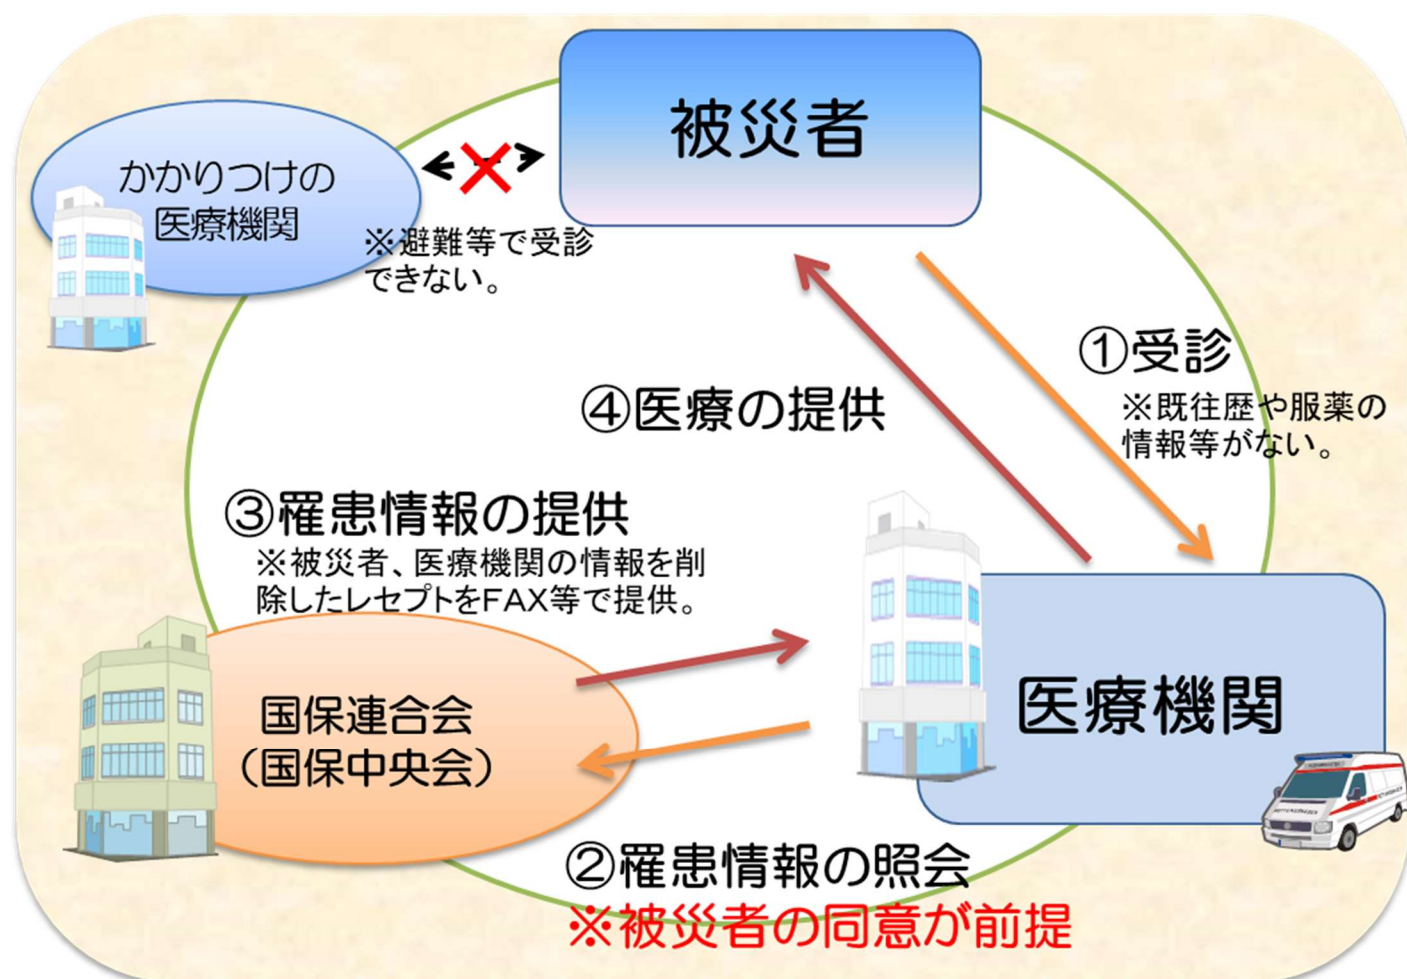 被災者
かかりつけの
医療機関
※避難等で受診
できない。
①受診
※既往歴や服薬の
情報等がない。
④医療の提供
③罹患情報の提供
※被災者、医療機関の情報を削
除したレセプトをFAX等で提供。
国保連合会
（国保中央会）
医療機関
②罹患情報の照会
※被災者の同意が前提